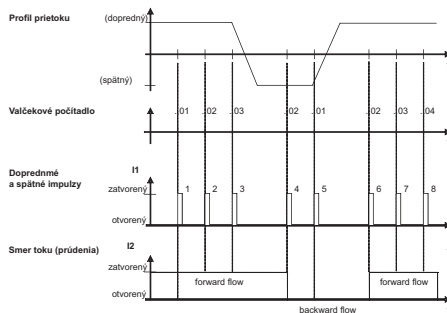 Profil prietoku
(dopredný)
(spätný)
Valčekové počítadlo
.01 .02 .03 .02 .01 .02 .03 .04
Doprednmé
a spätné impulzy
I1
zatvorený
1 2 3 4 5 6 7 8
otvorený
Smer toku (prúdenia)
I2
zatvorený
forward flow forward flow
otvorený
backward flow